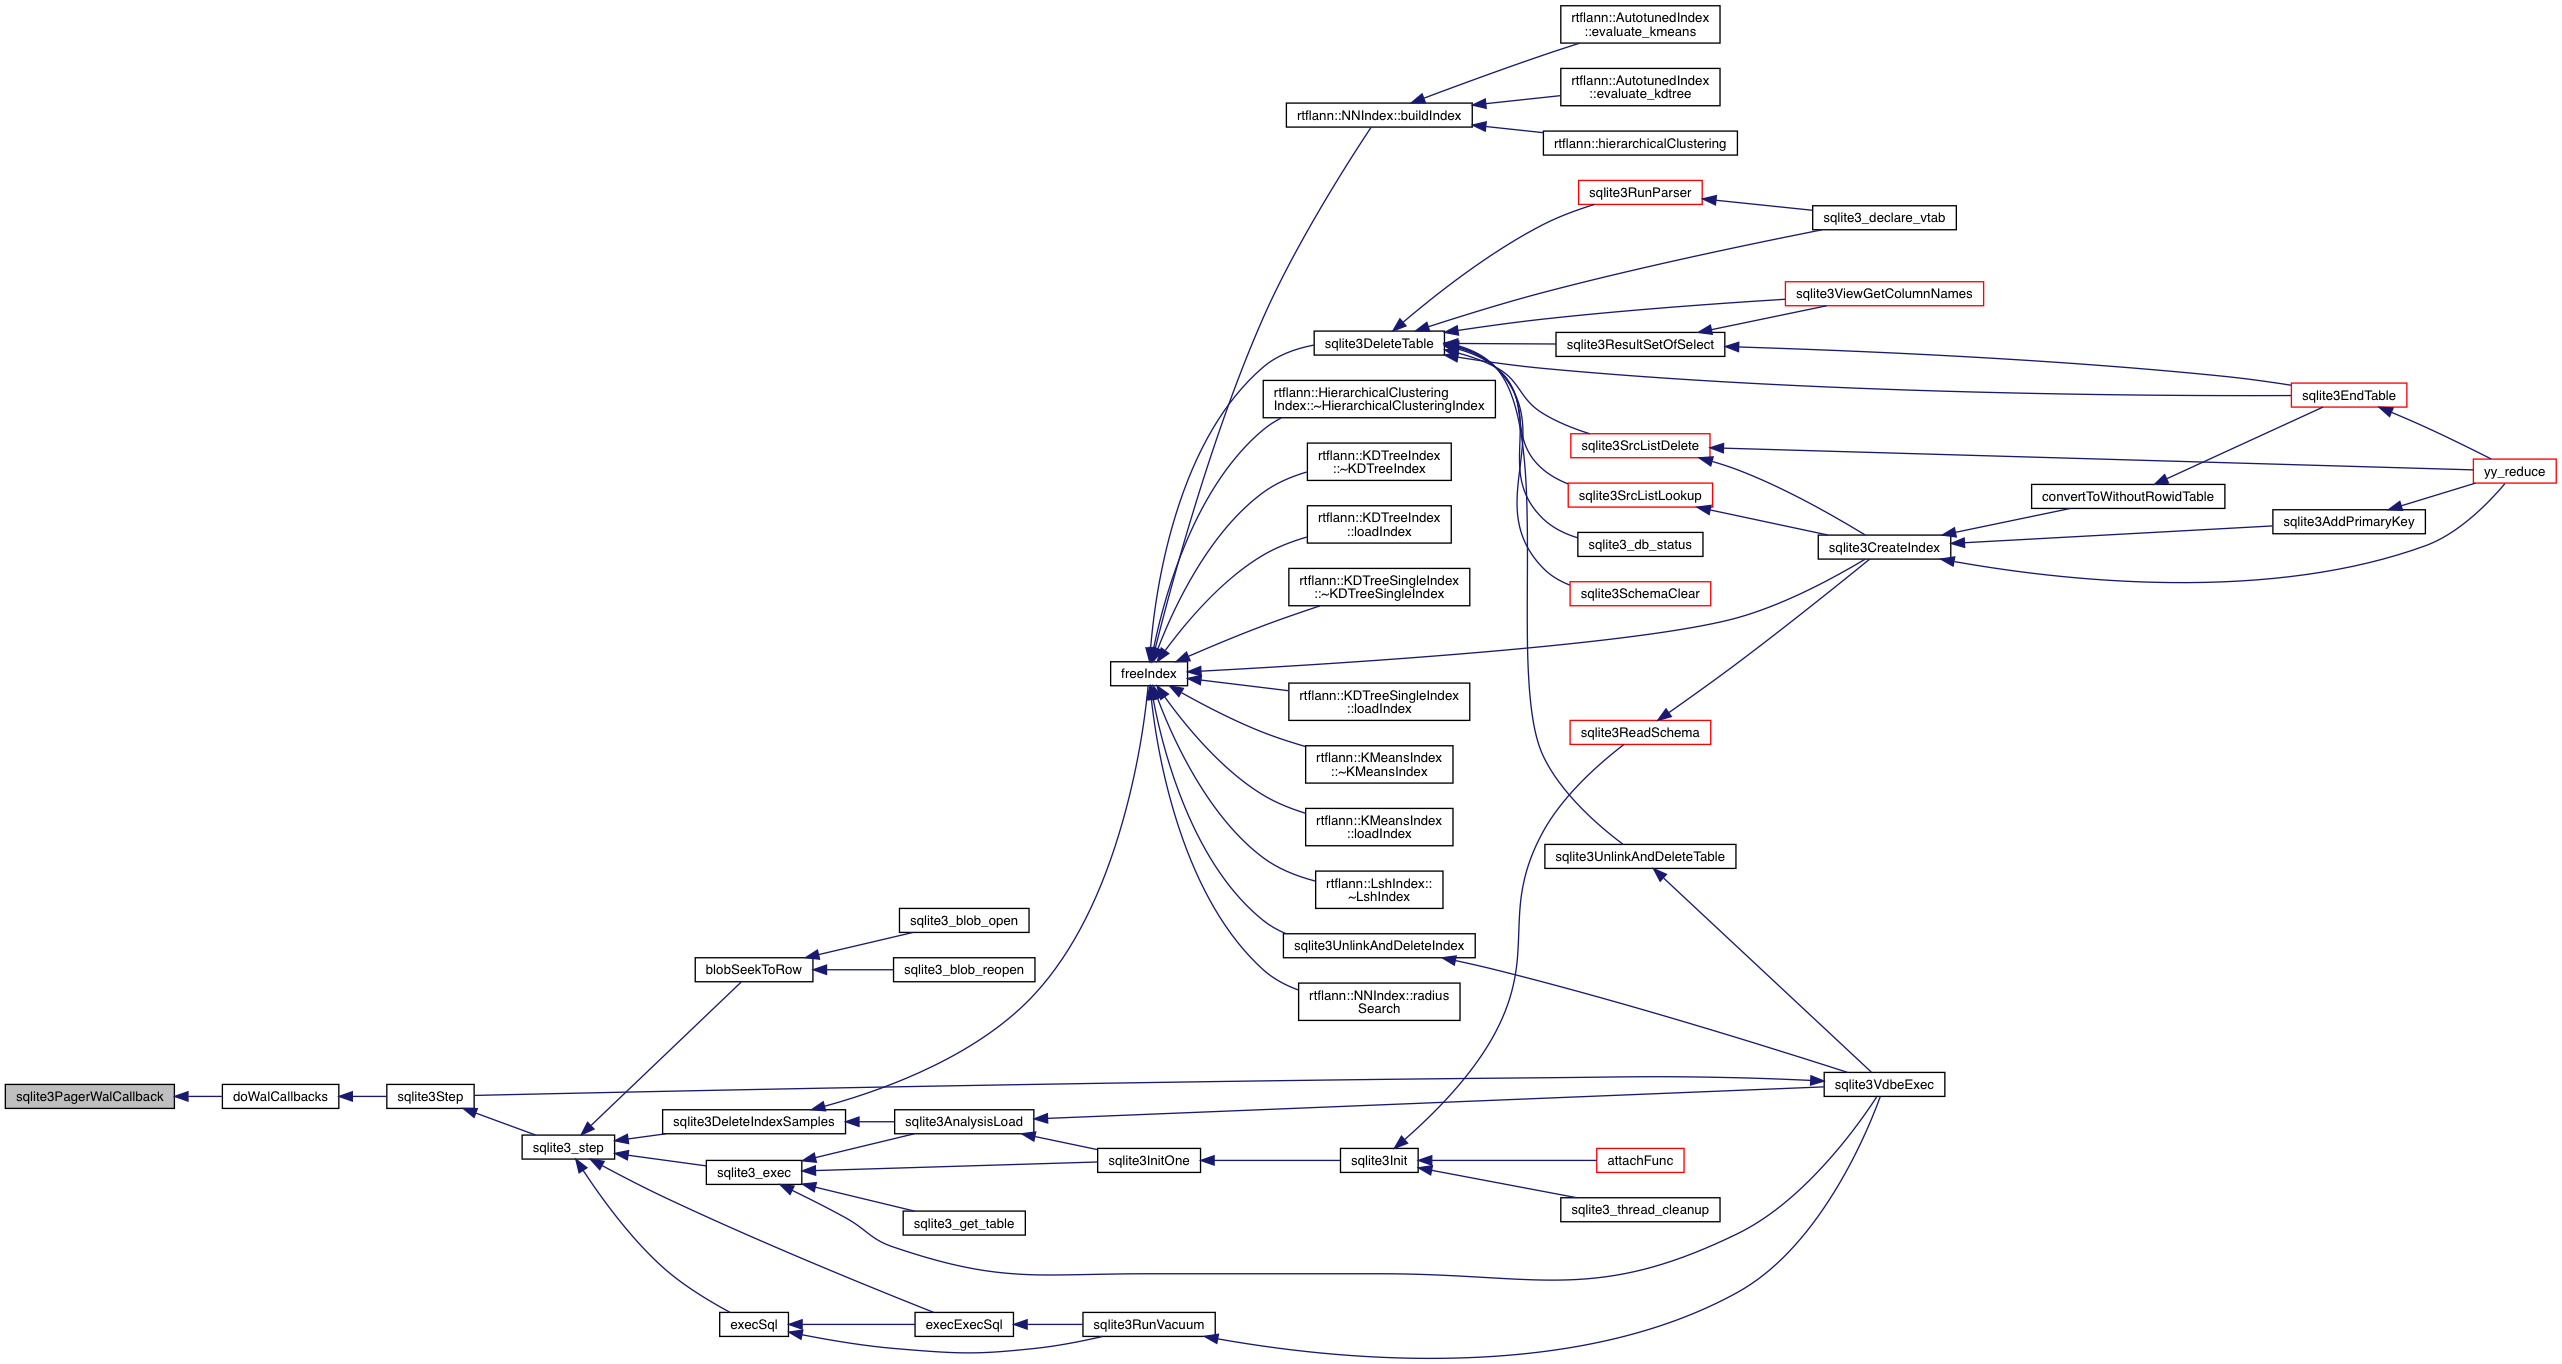 rtflann::AutotunedIndex
::evaluate_kmeans
rtflann::AutotunedIndex
::evaluate_kdtree
rtflann::NNIndex::buildIndex
rtflann::hierarchicalClustering
sqlite3RunParser
sqlite3_declare_vtab
sqlite3ViewGetColumnNames
sqlite3DeleteTable
sqlite3ResultSetOfSelect
rtflann::HierarchicalClustering
Index::~HierarchicalClusteringIndex
sqlite3EndTable
rtflann::KDTreeIndex
::~KDTreeIndex
sqlite3SrcListDelete
yy_reduce
sqlite3SrcListLookup
convertToWithoutRowidTable
rtflann::KDTreeIndex
::loadIndex
sqlite3AddPrimaryKey
sqlite3_db_status
sqlite3CreateIndex
rtflann::KDTreeSingleIndex
::~KDTreeSingleIndex
sqlite3SchemaClear
freeIndex
rtflann::KDTreeSingleIndex
::loadIndex
sqlite3ReadSchema
rtflann::KMeansIndex
::~KMeansIndex
rtflann::KMeansIndex
::loadIndex
sqlite3UnlinkAndDeleteTable
rtflann::LshIndex::
~LshIndex
sqlite3_blob_open
sqlite3UnlinkAndDeleteIndex
blobSeekToRow
sqlite3_blob_reopen
rtflann::NNIndex::radius
Search
sqlite3VdbeExec
sqlite3PagerWalCallback
doWalCallbacks
sqlite3Step
sqlite3DeleteIndexSamples
sqlite3AnalysisLoad
sqlite3_step
sqlite3InitOne
sqlite3Init
attachFunc
sqlite3_exec
sqlite3_thread_cleanup
sqlite3_get_table
execSql
execExecSql
sqlite3RunVacuum